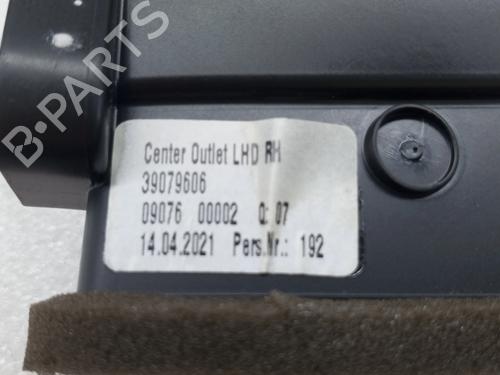 Center Outlet LHD RH
39079606
09076 00002 Q: 07
14.04.2021 Pers.Nr.: 192
B-PARTS